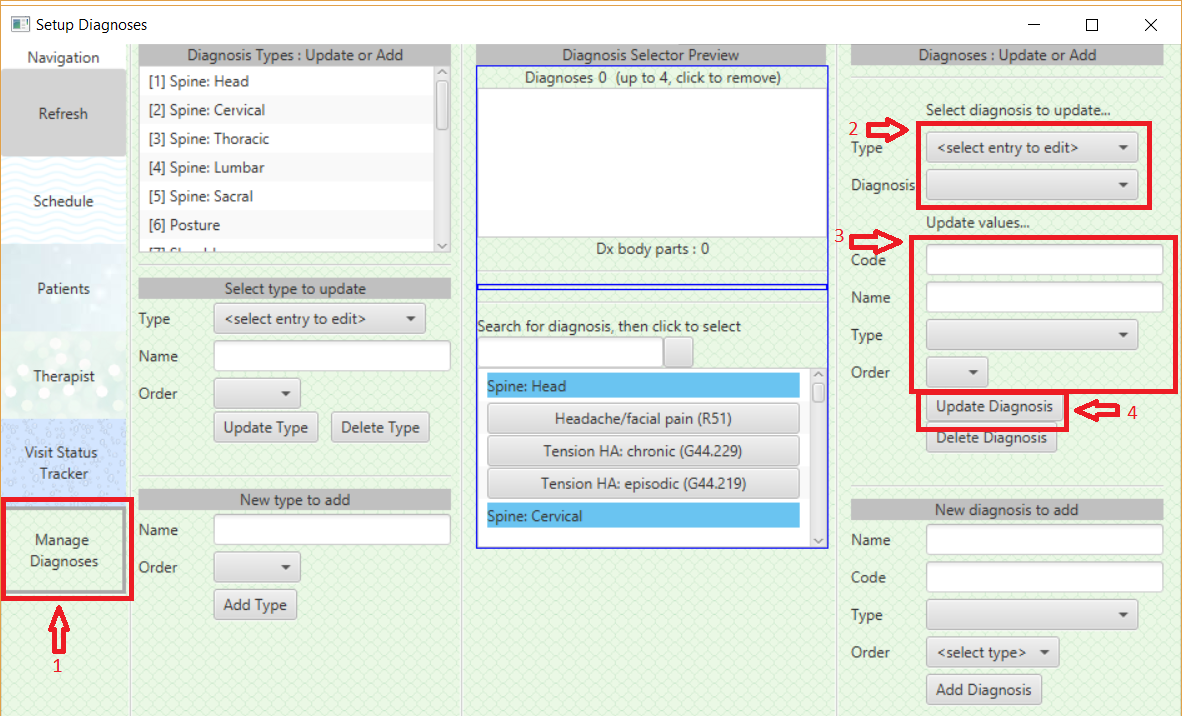 Setup Diagnoses
Navigation
Refresh
Schedule
Patients
Therapist
Visit Status
Tracker
Manage
Diagnoses
1
Diagnosis Types : Update or Add
[1] Spine: Head
[2] Spine: Cervical
[3] Spine: Thoracic
[4] Spine: Lumbar
[5] Spine: Sacral
[6] Posture
Select type to update
Type <select entry to edit>
Name
Order
Update Type Delete Type
New type to add
Name
Order
Add Type
Diagnosis Selector Preview
Diagnoses 0 (up to 4, click to remove)
Dx body parts : 0
Search for diagnosis, then click to select
Spine: Head
Headache/facial pain (R51)
Tension HA: chronic (G44.229)
Tension HA: episodic (G44.219)
Spine: Cervical
Diagnoses : Update or Add
Select diagnosis to update...
2
Type <select entry to edit>
Diagnosis
Update values...
3
Code
Name
Type
Order
Update Diagnosis 4
Delete Diagnosis
New diagnosis to add
Name
Code
Type
Order <select type>
Add Diagnosis